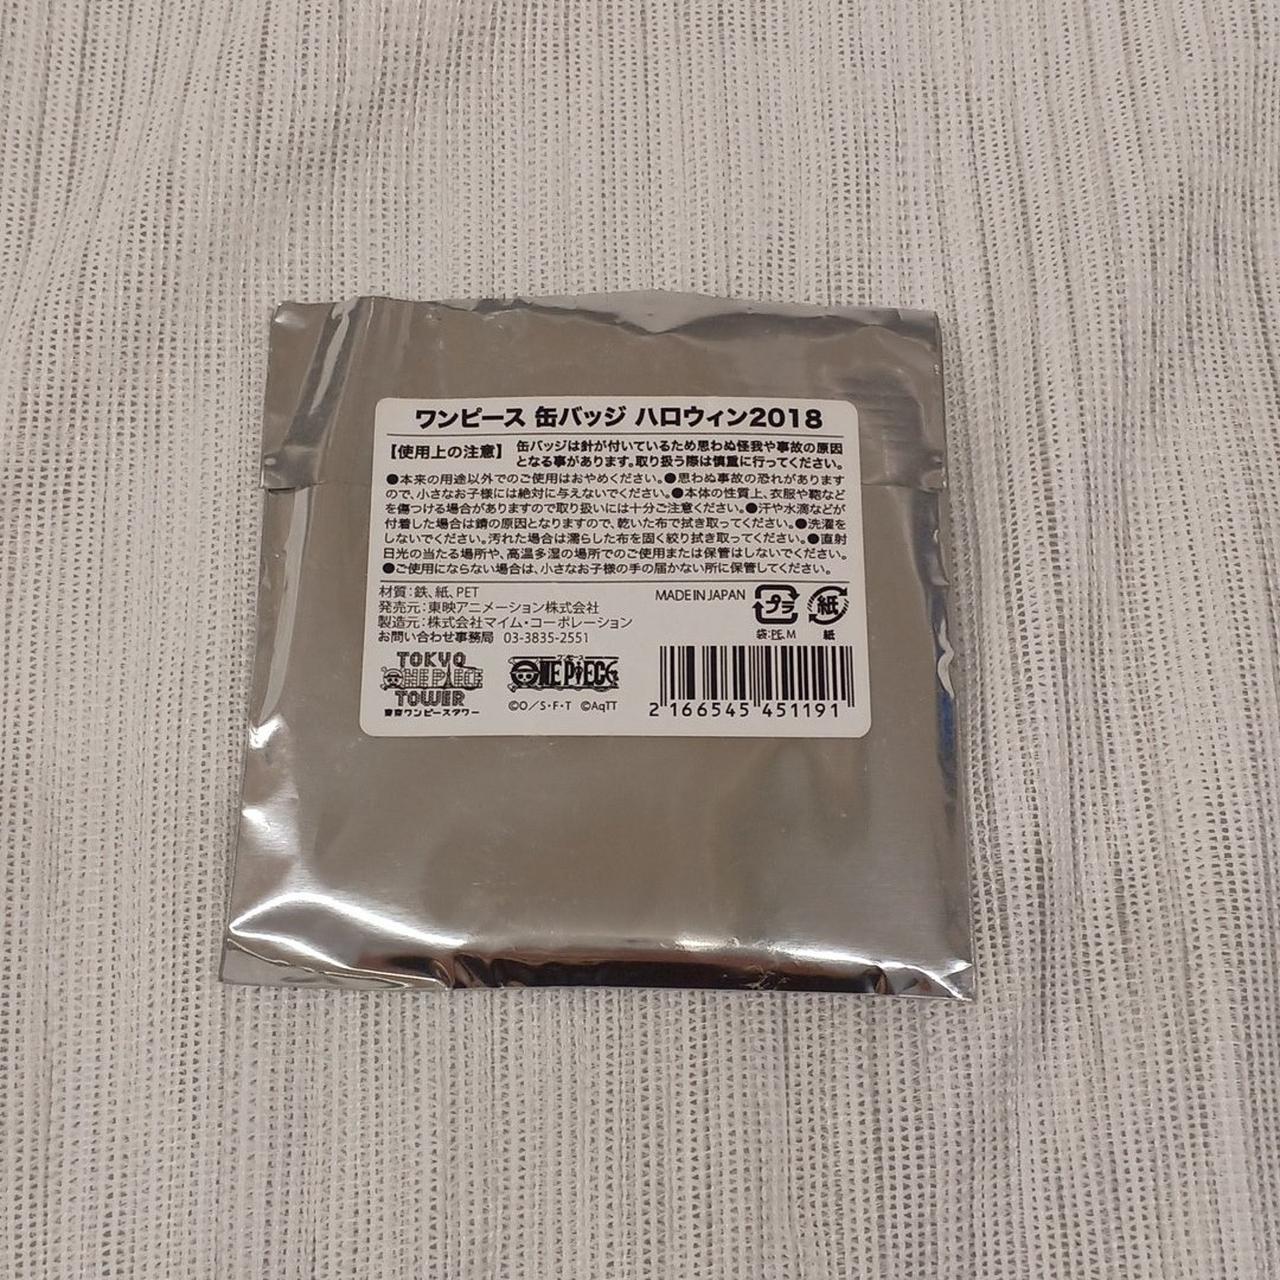 ワンピース 缶バッジ ハロウィン2018
【使用上の注意】 缶バッジは針が付いているため思わぬ怪我や事故の原因
となる事があります。取り扱う際は慎重に行ってください。
●本来の用途以外でのご使用はおやめください。●思わぬ事故の恐れがあります
ので、小さなお子様には絶対に与えないでください。●本体の性質上、衣服や鞄など
を傷つける場合がありますので取り扱いには十分ご注意ください。●汗や水滴などが
付着した場合は錆の原因となりますので、乾いた布で拭き取ってください。●洗濯を
しないでください。汚れた場合は濡らした布を固く絞り拭き取ってください。●直射
日光の当たる場所や、高温多湿の場所でのご使用または保管はしないでください。
●ご使用にならない場合は、小さなお子様の手の届かない所に保管してください。
材質：鉄、紙、PET
発売元：東映アニメーション株式会社
製造元：株式会社マイム・コーポレーション
お問い合わせ事務局 03-3835-2551
MADE IN JAPAN
プラ
袋:PE, M
紙
紙
TOKYO
ONE PIECE
TOWER
東京ワンピースタワー
ワンピース
ONE PIECE
©O／S・F・T ©AqTT
2 166545 451191